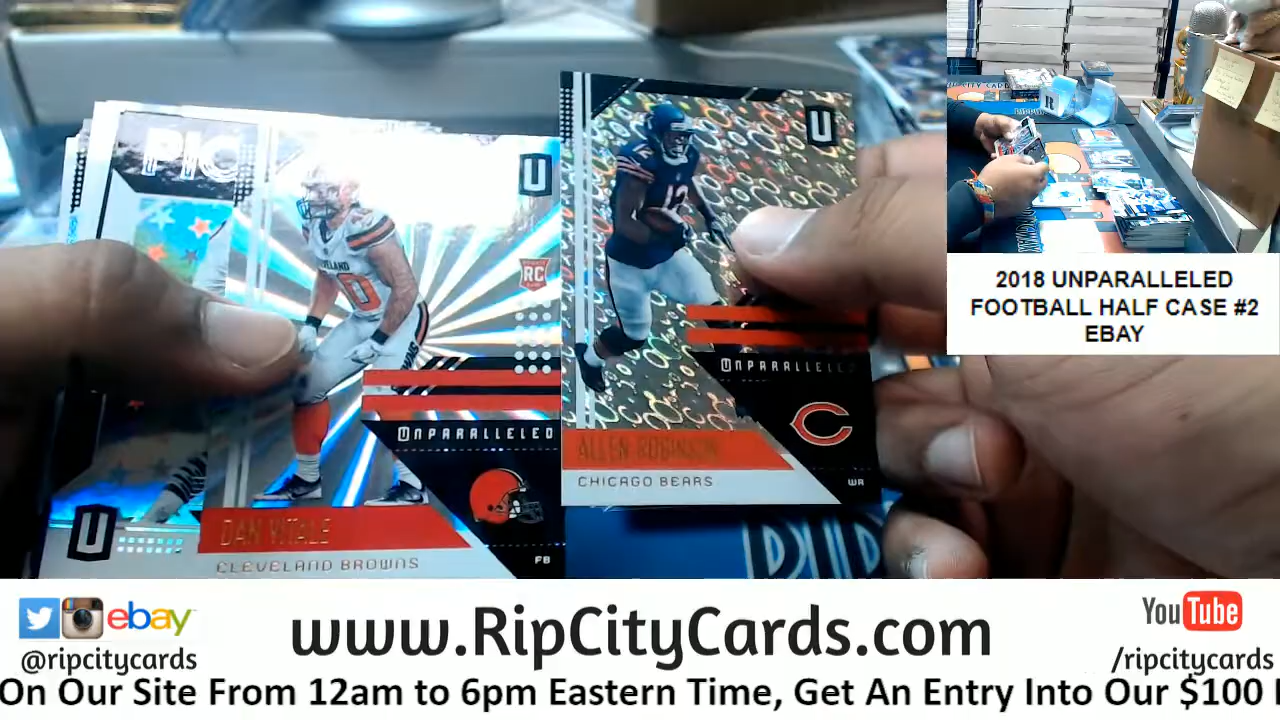 PIC
U
RC
UNPARALLELED
DAN VITALE
CLEVELAND BROWNS
FB
U
U
12
UNPARALLELED
ALLEN ROBINSON
CHICAGO BEARS
WR
2018 UNPARALLELED
FOOTBALL HALF CASE #2
EBAY
ebay
@ripcitycards
www.RipCityCards.com
YouTube
/ripcitycards
On Our Site From 12am to 6pm Eastern Time, Get An Entry Into Our $100